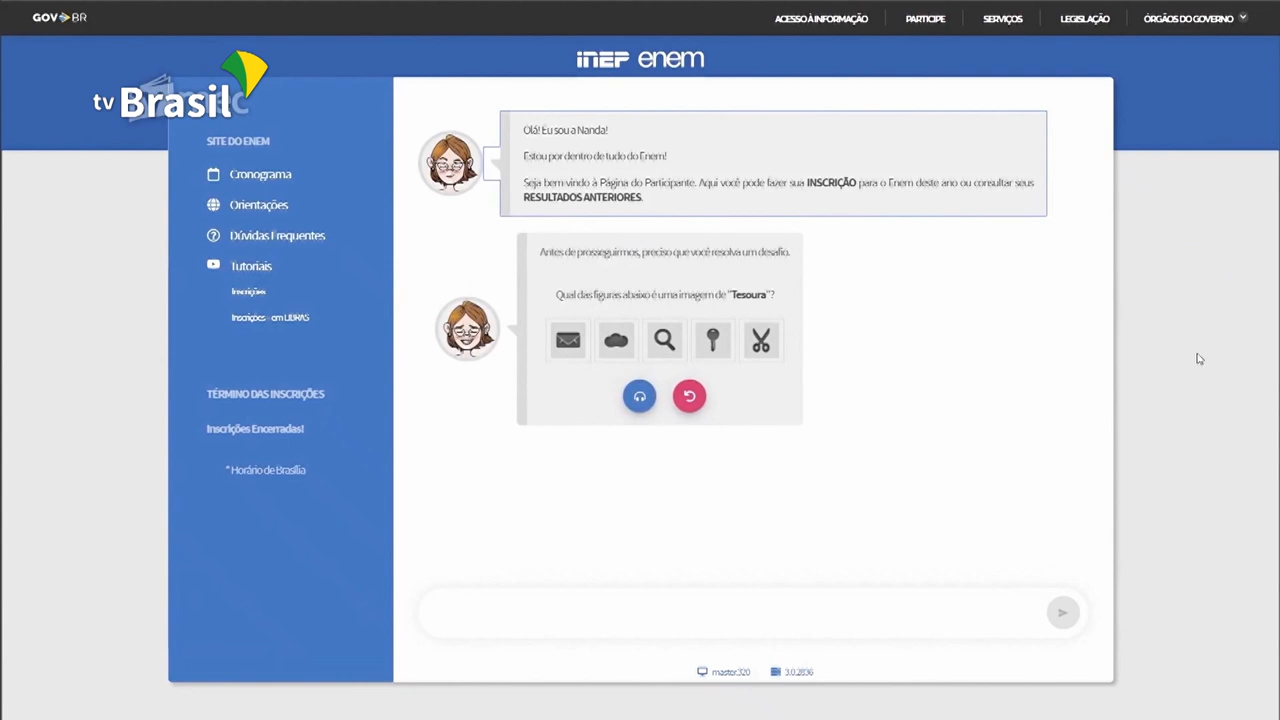 GOV BR
ACESSO À INFORMAÇÃO
PARTICIPE
SERVIÇOS
LEGISLAÇÃO
ÓRGÃOS DO GOVERNO
inep enem
tv Brasil
SITE DO ENEM
Cronograma
Orientações
Dúvidas Frequentes
Tutoriais
Inscrições
Inscrições - em LIBRAS
TÉRMINO DAS INSCRIÇÕES
Inscrições Encerradas!
* Horário de Brasília
Olá! Eu sou a Nanda!
Estou por dentro de tudo do Enem!
Seja bem-vindo à Página do Participante. Aqui você pode fazer sua INSCRIÇÃO para o Enem deste ano ou consultar seus
RESULTADOS ANTERIORES.
Antes de prosseguirmos, preciso que você resolva um desafio.
Qual das figuras abaixo é uma imagem de "Tesoura"?
master.320
3.0.2836